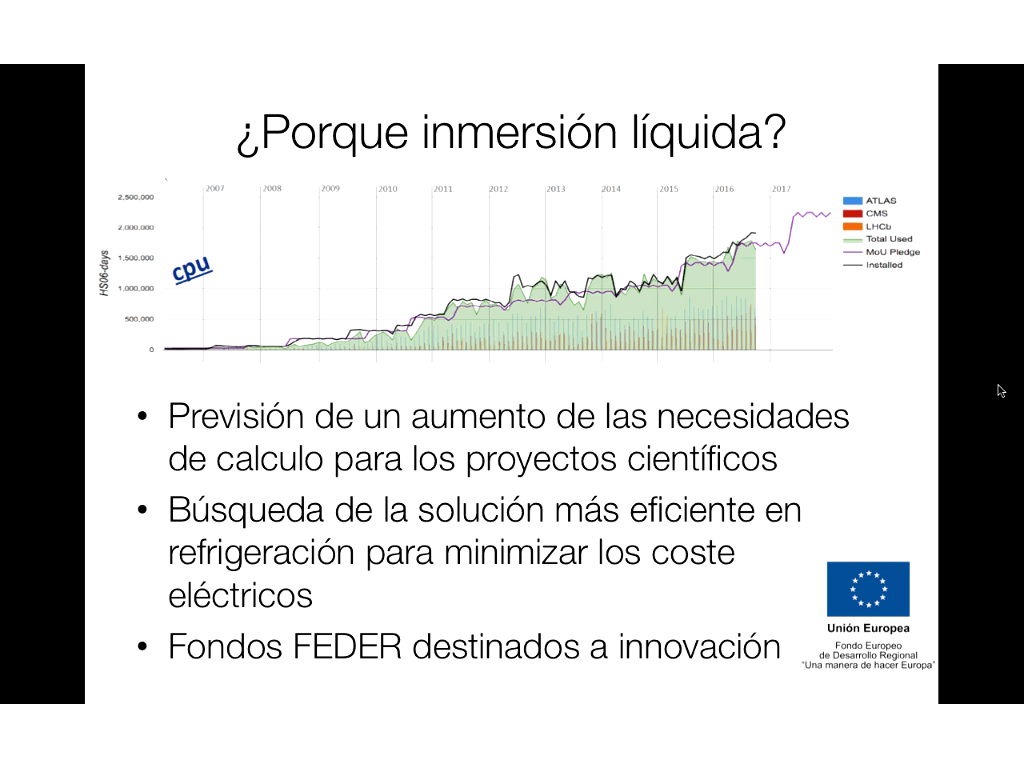 ¿Porque inmersión líquida?
2007 2008 2009 2010 2011 2012 2013 2014 2015 2016 2017
2,500,000
2,000,000
1,500,000
1,000,000
500,000
0
HS06-days
cpu
ATLAS
CMS
LHCb
Total Used
MoU Pledge
Installed
• Previsión de un aumento de las necesidades
de calculo para los proyectos científicos
• Búsqueda de la solución más eficiente en
refrigeración para minimizar los coste
eléctricos
• Fondos FEDER destinados a innovación
Unión Europea
Fondo Europeo
de Desarrollo Regional
"Una manera de hacer Europa"